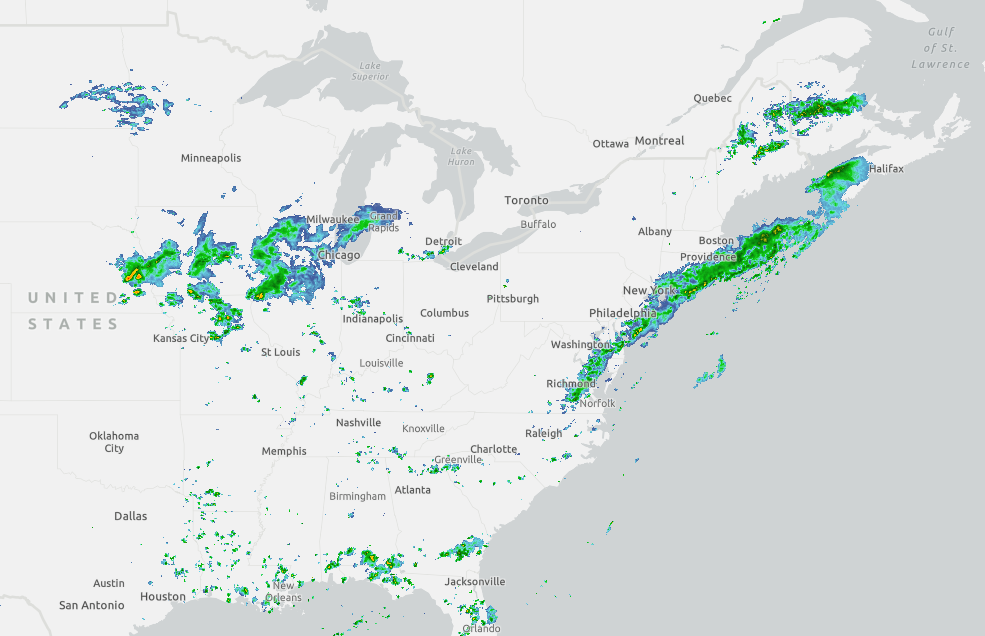 Gulf
of St.
Lawrence
Lake
Superior
Quebec
Ottawa
Montreal
Minneapolis
Lake
Huron
Halifax
Toronto
Buffalo
Milwaukee
Grand
Rapids
Albany
Boston
Detroit
Chicago
Providence
Cleveland
UNITED
STATES
New York
Pittsburgh
Philadelphia
Columbus
Indianapolis
Kansas City
Cincinnati
Washington
St Louis
Louisville
Richmond
Norfolk
Nashville
Knoxville
Raleigh
Oklahoma
City
Memphis
Charlotte
Greenville
Atlanta
Birmingham
Dallas
Austin
Jacksonville
New
Orleans
Houston
San Antonio
Orlando